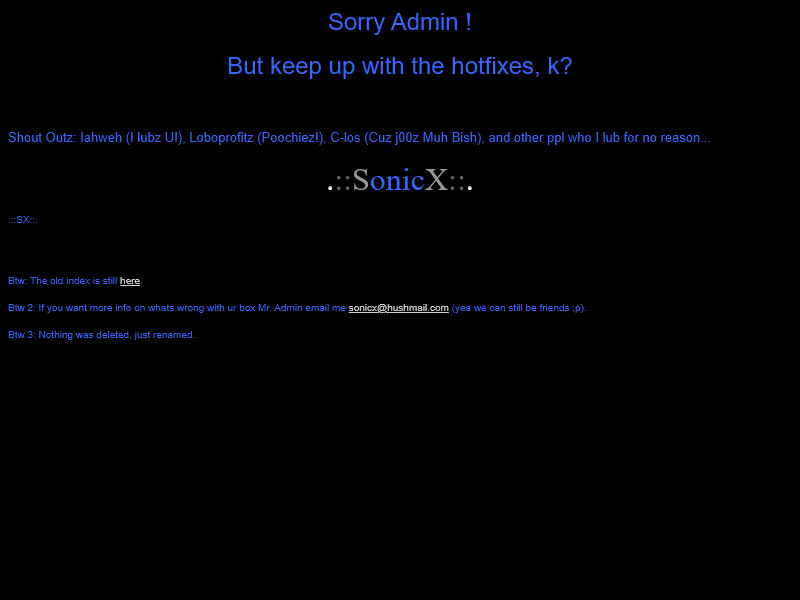 Sorry Admin !
But keep up with the hotfixes, k?
Shout Outz: Iahweh (I lubz U!), Loboprofitz (Poochiez!), C-los (Cuz j00z Muh Bish), and other ppl who I lub for no reason...
.::SonicX::.
.::SX::.
Btw: The old index is still here.
Btw 2: If you want more info on whats wrong with ur box Mr. Admin email me sonicx@hushmail.com (yea we can still be friends ;p).
Btw 3: Nothing was deleted, just renamed.